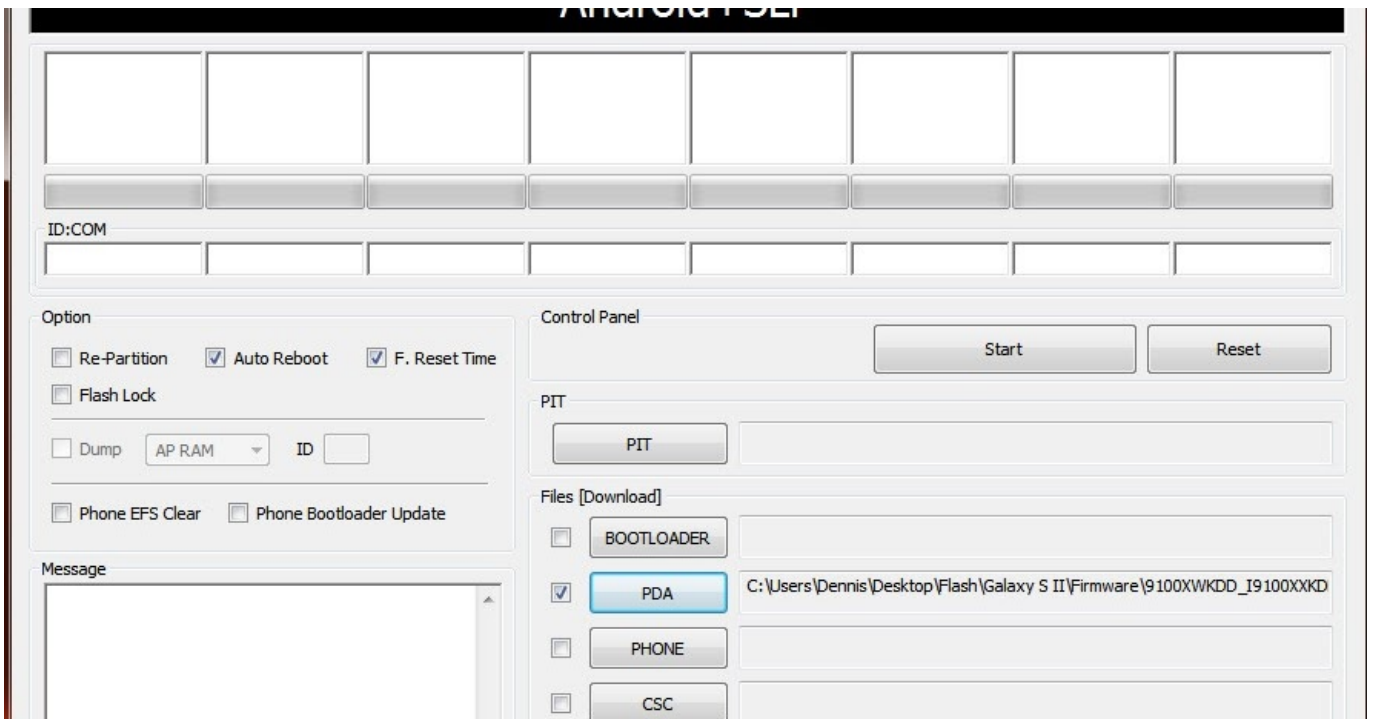 Android + SLP
ID:COM
Option
Re-Partition Auto Reboot F. Reset Time
Flash Lock
Dump AP RAM ID
Phone EFS Clear Phone Bootloader Update
Message
Control Panel
Start Reset
PIT
PIT
Files [Download]
BOOTLOADER
PDA C:\Users\Dennis\Desktop\Flash\Galaxy S II\Firmware\9100XWKDD_I9100XXKD
PHONE
CSC